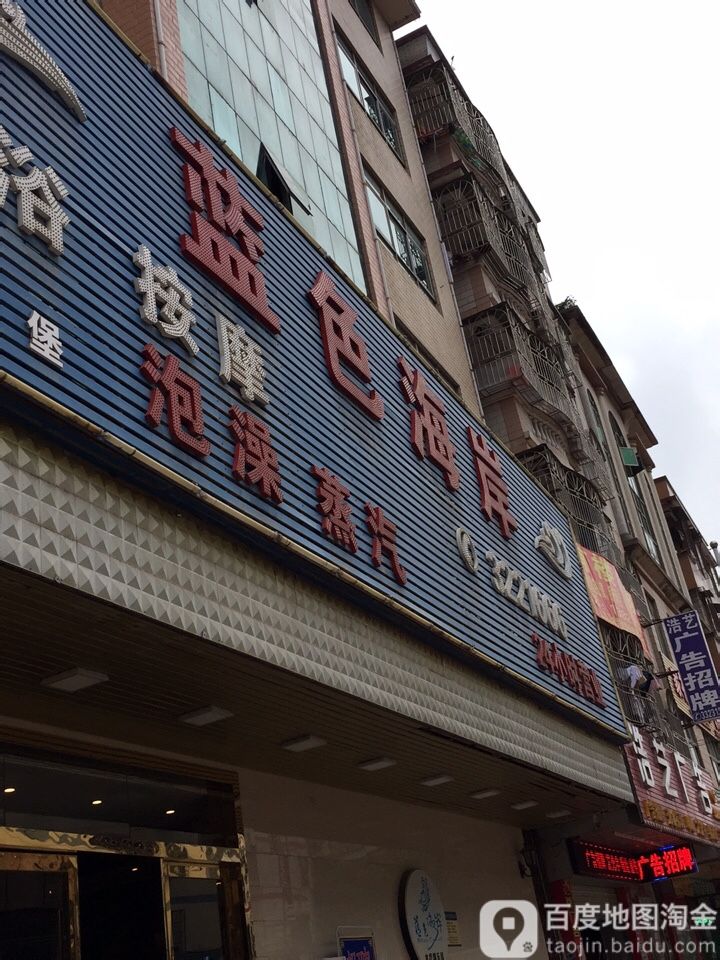 蓝色海岸
浴
按摩
堡
泡澡 蒸汽
24小时营业
浩艺
广告招牌
浩艺广告
广告招牌
百度地图淘金
taojin.baidu.com